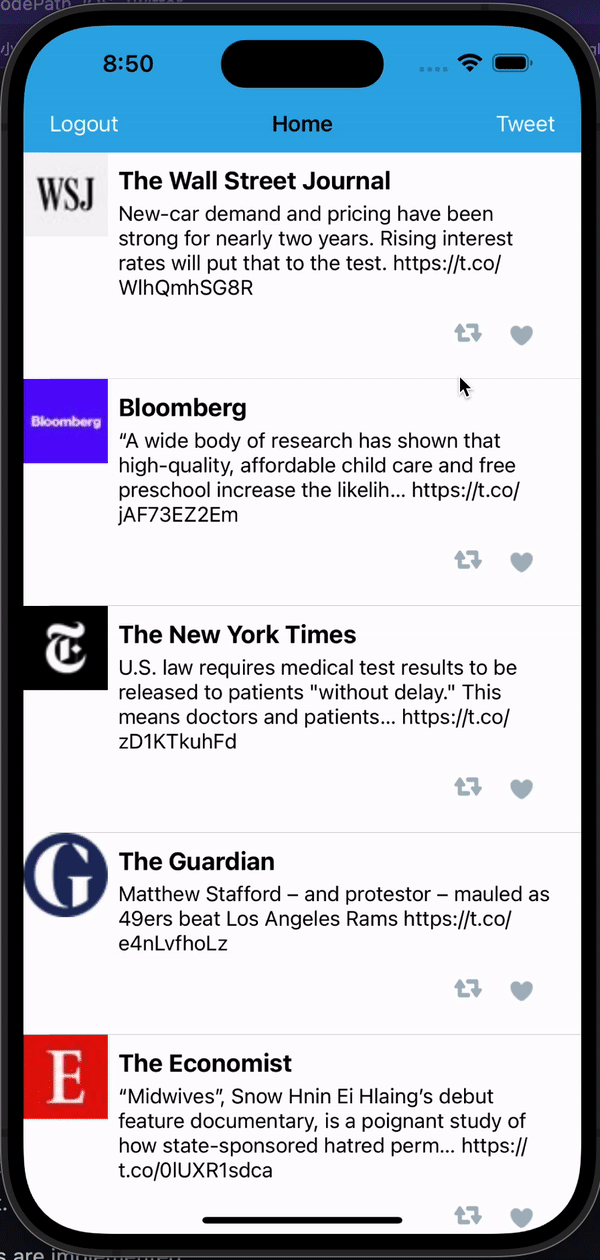 odePath
8:50
Logout Home Tweet
WSJ
The Wall Street Journal
New-car demand and pricing have been
strong for nearly two years. Rising interest
rates will put that to the test. https://t.co/
WlhQmhSG8R
Bloomberg
Bloomberg
“A wide body of research has shown that
high-quality, affordable child care and free
preschool increase the likelih... https://t.co/
jAF73EZ2Em
T
The New York Times
U.S. law requires medical test results to be
released to patients "without delay." This
means doctors and patients... https://t.co/
zD1KTkuhFd
G
The Guardian
Matthew Stafford – and protestor – mauled as
49ers beat Los Angeles Rams https://t.co/
e4nLvfhoLz
E
The Economist
“Midwives”, Snow Hnin Ei Hlaing’s debut
feature documentary, is a poignant study of
how state-sponsored hatred perm... https://
t.co/0lUXR1sdca
s are implemented